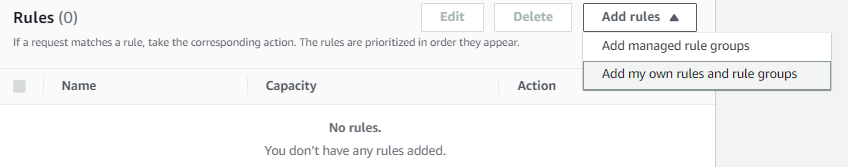 Rules (0)
Edit
Delete
Add rules
If a request matches a rule, take the corresponding action. The rules are prioritized in order they appear.
Add managed rule groups
Add my own rules and rule groups
Name
Capacity
Action
No rules.
You don't have any rules added.